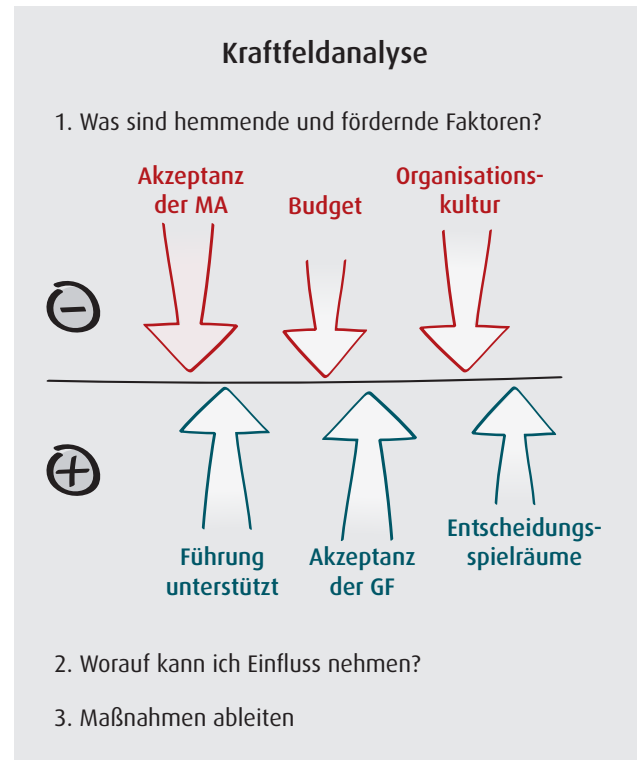 Kraftfeldanalyse
1. Was sind hemmende und fördernde Faktoren?
Akzeptanz
der MA
Budget
Organisations-
kultur
Führung
unterstützt
Akzeptanz
der GF
Entscheidungs-
spielräume
2. Worauf kann ich Einfluss nehmen?
3. Maßnahmen ableiten